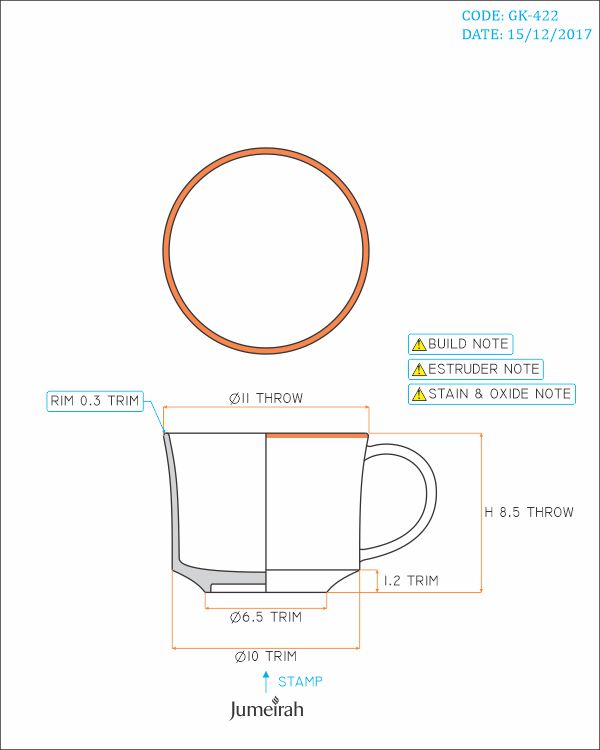 CODE: GK-422
DATE: 15/12/2017
BUILD NOTE
ESTRUDER NOTE
STAIN & OXIDE NOTE
RIM 0.3 TRIM
Ø11 THROW
H 8.5 THROW
1.2 TRIM
Ø6.5 TRIM
Ø10 TRIM
STAMP
Jumeirah